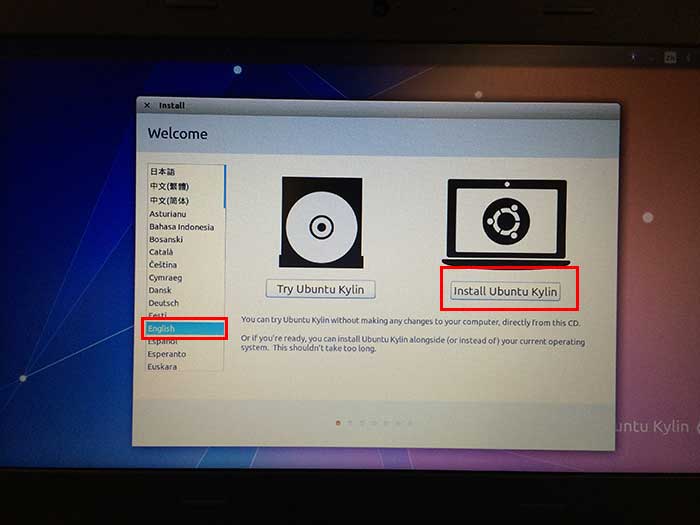 Install
Welcome
日本語
中文(繁體)
中文(简体)
Asturianu
Bahasa Indonesia
Bosanski
Català
Čeština
Cymraeg
Dansk
Deutsch
Eesti
English
Español
Esperanto
Euskara
Try Ubuntu Kylin
Install Ubuntu Kylin
You can try Ubuntu Kylin without making any changes to your computer, directly from this CD.
Or if you're ready, you can install Ubuntu Kylin alongside (or instead of) your current operating
system. This shouldn't take too long.
untu Kylin